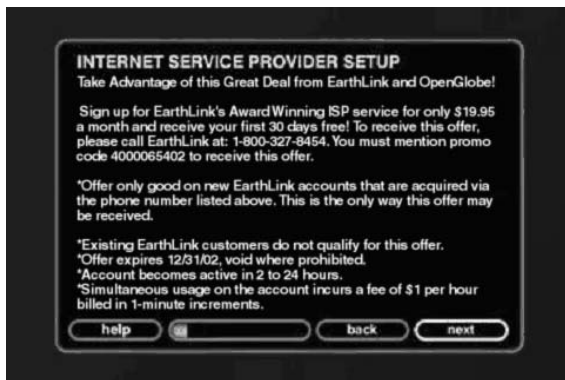 INTERNET SERVICE PROVIDER SETUP
Take Advantage of this Great Deal from EarthLink and OpenGlobe!
Sign up for EarthLink's Award Winning ISP service for only $19.95
a month and receive your first 30 days free! To receive this offer,
please call EarthLink at: 1-800-327-8454. You must mention promo
code 4000065402 to receive this offer.
*Offer only good on new EarthLink accounts that are acquired via
the phone number listed above. This is the only way this offer may
be received.
*Existing EarthLink customers do not qualify for this offer.
*Offer expires 12/31/02, void where prohibited.
*Account becomes active in 2 to 24 hours.
*Simultaneous usage on the account incurs a fee of $1 per hour
billed in 1-minute increments.
help back next